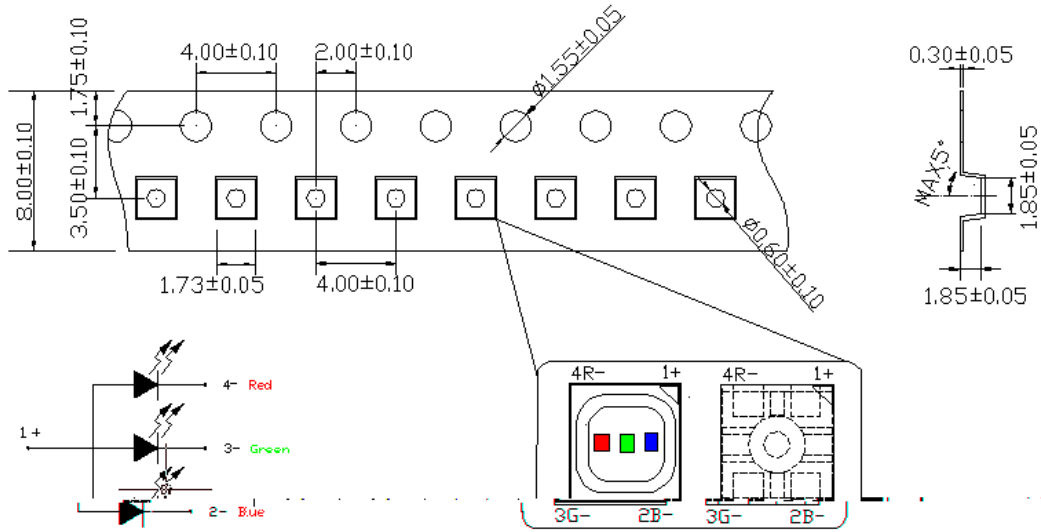 4.00±0.10
2.00±0.10
Ø1.55±0.05
0.30±0.05
1.75±0.10
8.00±0.10
3.50±0.10
MAX5°
1.85±0.05
Ø0.60±0.10
1.73±0.05
4.00±0.10
1.85±0.05
4R- 1+
4R- 1+
4- Red
1+
3- Green
2- Blue
3G- 2B-
3G- 2B-